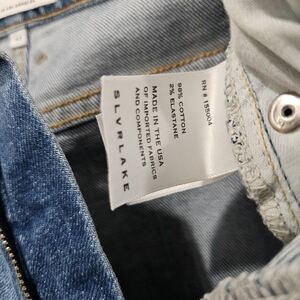 RN # 155004
98% COTTON
2% ELASTANE
MADE IN THE USA
OF IMPORTED FABRICS
AND COMPONENTS
SLVRLAKE